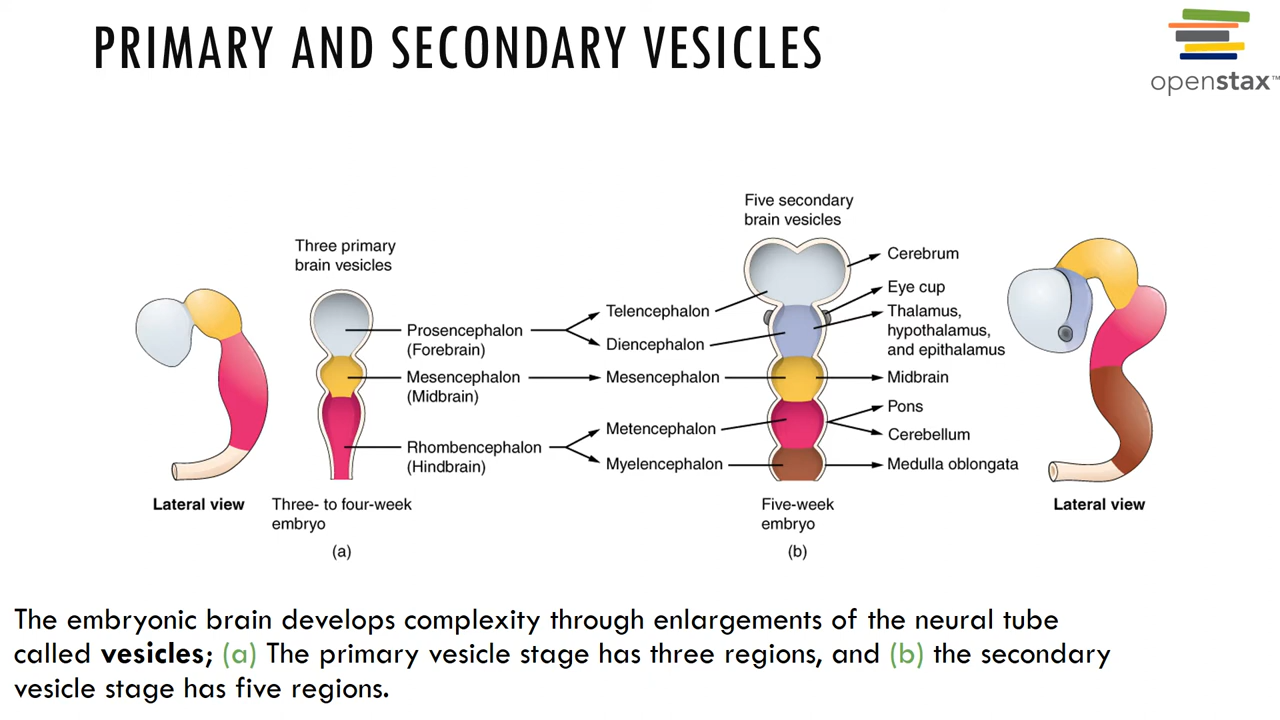 PRIMARY AND SECONDARY VESICLES
openstax™
Three primary
brain vesicles
Prosencephalon
(Forebrain)
Mesencephalon
(Midbrain)
Rhombencephalon
(Hindbrain)
Lateral view
Three- to four-week
embryo
(a)
Telencephalon
Diencephalon
Mesencephalon
Metencephalon
Myelencephalon
Five secondary
brain vesicles
Cerebrum
Eye cup
Thalamus,
hypothalamus,
and epithalamus
Midbrain
Pons
Cerebellum
Medulla oblongata
Five-week
embryo
(b)
Lateral view
The embryonic brain develops complexity through enlargements of the neural tube
called vesicles; (a) The primary vesicle stage has three regions, and (b) the secondary
vesicle stage has five regions.